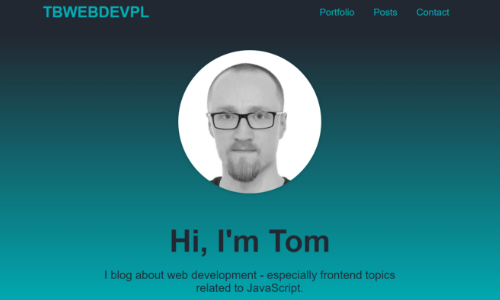 TBWEBDEVPL
Portfolio Posts Contact
Hi, I'm Tom
I blog about web development - especially frontend topics
related to JavaScript.